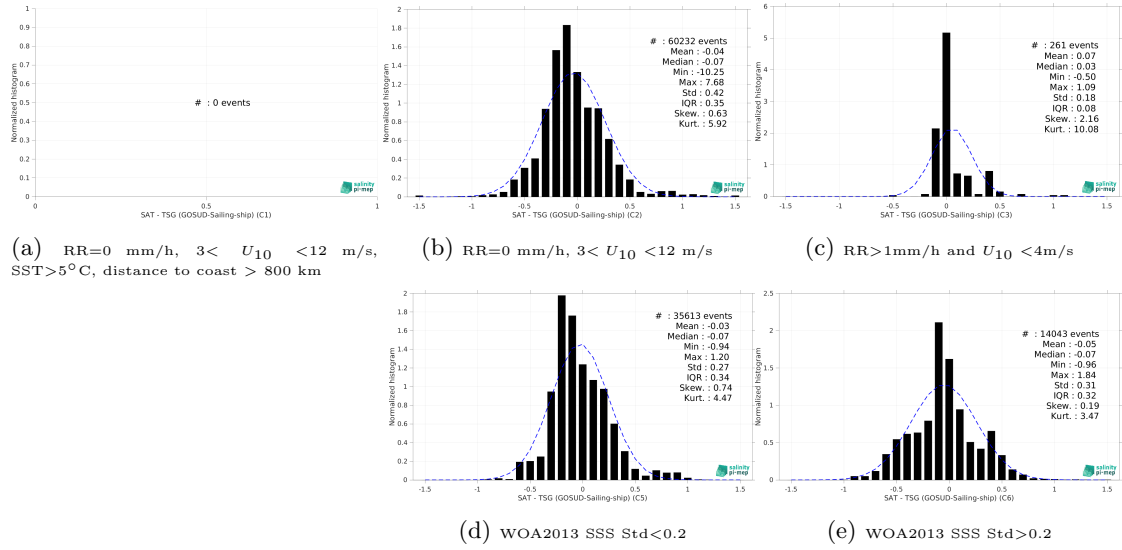 Normalized histogram
1
0.9
0.8
0.7
0.6
0.5
0.4
0.3
0.2
0.1
0
# : 0 events
salinity
pi-mep
0 0.5 1
SAT - TSG (GOSUD-Sailing-ship) (C1)
(a) RR=0 mm/h, 3< U10 <12 m/s,
SST>5°C, distance to coast > 800 km
Normalized histogram
2
1.8
1.6
1.4
1.2
1
0.8
0.6
0.4
0.2
0
# : 60232 events
Mean : -0.04
Median : -0.07
Min : -10.25
Max : 7.68
Std : 0.42
IQR : 0.35
Skew. : 0.63
Kurt. : 5.92
salinity
pi-mep
-1.5 -1 -0.5 0 0.5 1 1.5
SAT - TSG (GOSUD-Sailing-ship) (C2)
(b) RR=0 mm/h, 3< U10 <12 m/s
Normalized histogram
6
5
4
3
2
1
0
# : 261 events
Mean : 0.07
Median : 0.03
Min : -0.50
Max : 1.09
Std : 0.18
IQR : 0.08
Skew. : 2.16
Kurt. : 10.08
salinity
pi-mep
-1.5 -1 -0.5 0 0.5 1 1.5
SAT - TSG (GOSUD-Sailing-ship) (C3)
(c) RR>1mm/h and U10 <4m/s
Normalized histogram
2
1.8
1.6
1.4
1.2
1
0.8
0.6
0.4
0.2
0
# : 35613 events
Mean : -0.03
Median : -0.07
Min : -0.94
Max : 1.20
Std : 0.27
IQR : 0.34
Skew. : 0.74
Kurt. : 4.47
salinity
pi-mep
-1.5 -1 -0.5 0 0.5 1 1.5
SAT - TSG (GOSUD-Sailing-ship) (C5)
(d) WOA2013 SSS Std<0.2
Normalized histogram
2.5
2
1.5
1
0.5
0
# : 14043 events
Mean : -0.05
Median : -0.07
Min : -0.96
Max : 1.84
Std : 0.31
IQR : 0.32
Skew. : 0.19
Kurt. : 3.47
salinity
pi-mep
-1.5 -1 -0.5 0 0.5 1 1.5
SAT - TSG (GOSUD-Sailing-ship) (C6)
(e) WOA2013 SSS Std>0.2